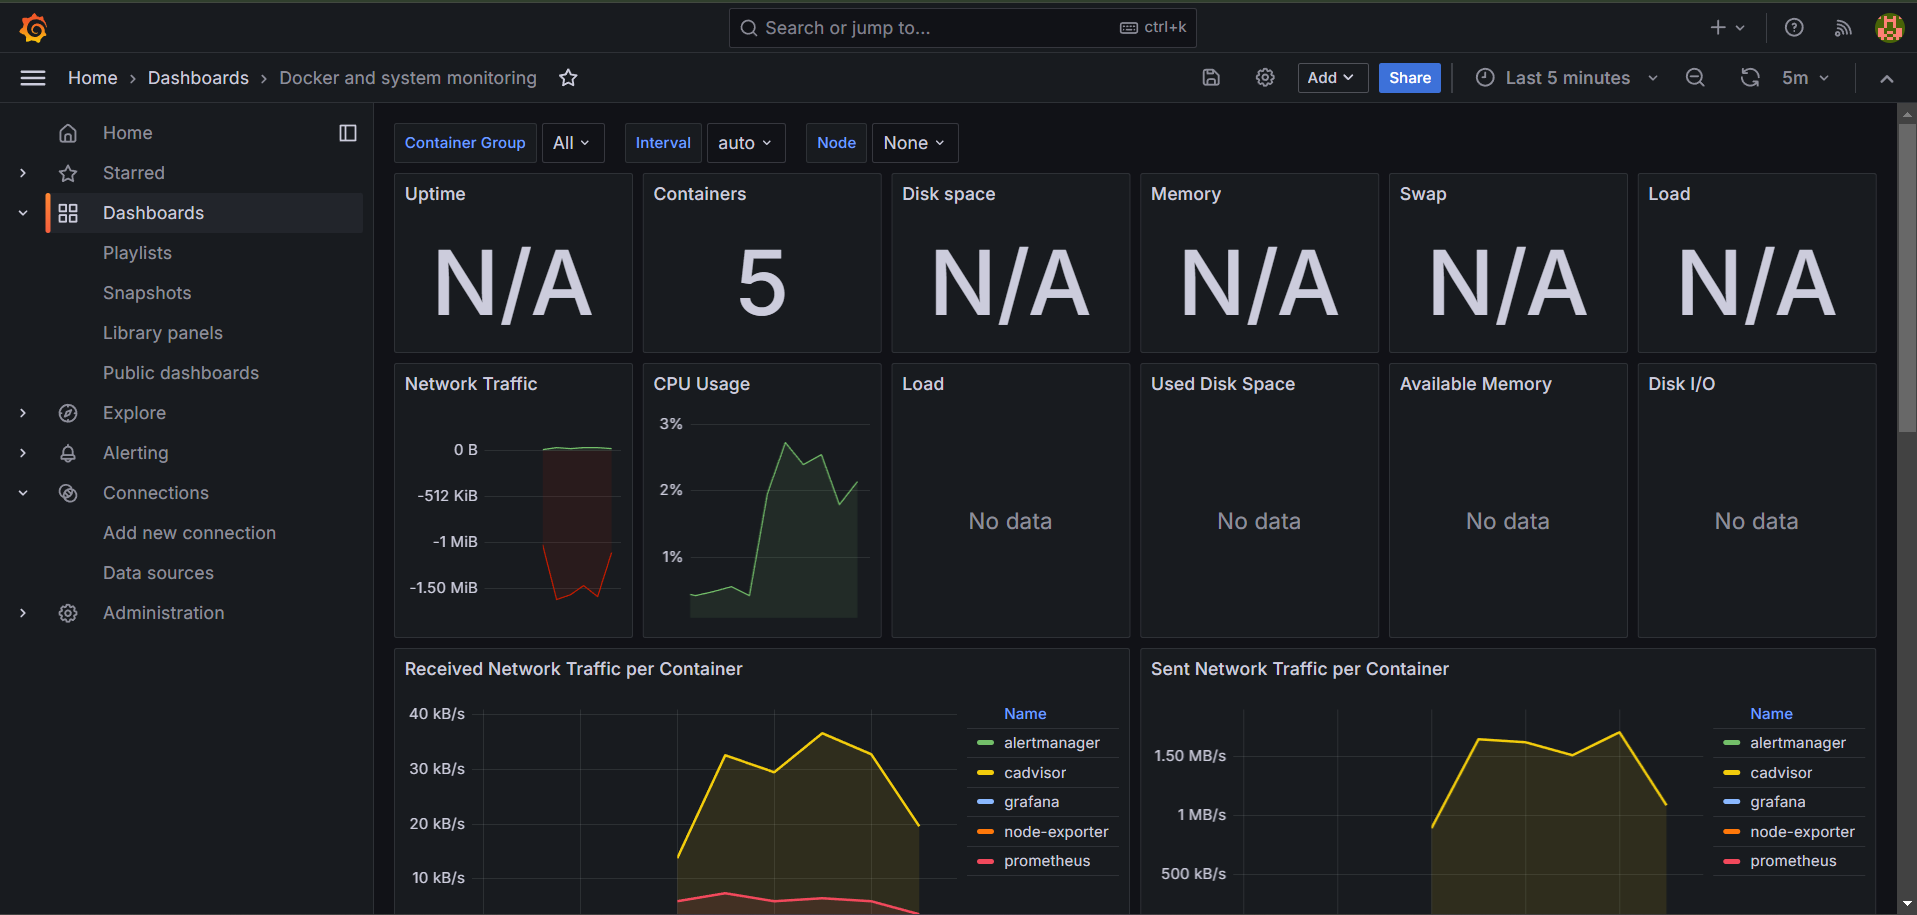 Search or jump to...
ctrl+k
Home
Dashboards
Docker and system monitoring
Add
Share
Last 5 minutes
5m
Home
Starred
Dashboards
Playlists
Snapshots
Library panels
Public dashboards
Explore
Alerting
Connections
Add new connection
Data sources
Administration
Container Group
All
Interval
auto
Node
None
Uptime
N/A
Containers
5
Disk space
N/A
Memory
N/A
Swap
N/A
Load
N/A
Network Traffic
0 B
-512 KiB
-1 MiB
-1.50 MiB
CPU Usage
3%
2%
1%
Load
No data
Used Disk Space
No data
Available Memory
No data
Disk I/O
No data
Received Network Traffic per Container
40 kB/s
30 kB/s
20 kB/s
10 kB/s
Name
alertmanager
cadvisor
grafana
node-exporter
prometheus
Sent Network Traffic per Container
1.50 MB/s
1 MB/s
500 kB/s
Name
alertmanager
cadvisor
grafana
node-exporter
prometheus